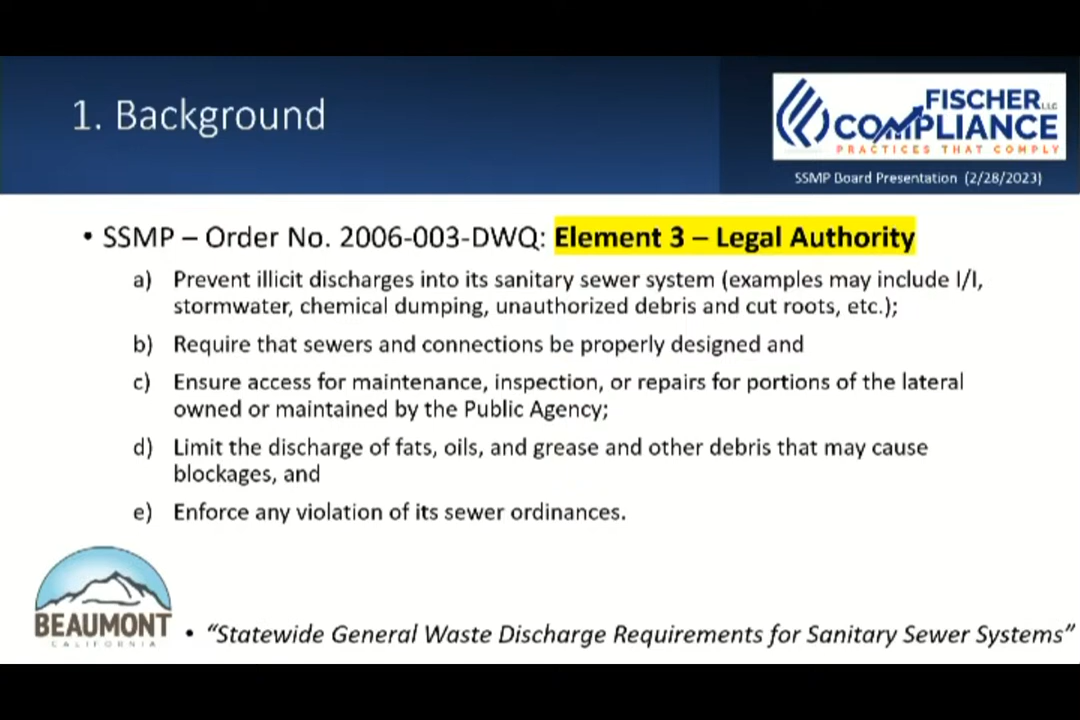 1. Background
FISCHER LLC
COMPLIANCE
PRACTICES THAT COMPLY
SSMP Board Presentation (2/28/2023)
• SSMP – Order No. 2006-003-DWQ: Element 3 – Legal Authority
a) Prevent illicit discharges into its sanitary sewer system (examples may include I/I,
stormwater, chemical dumping, unauthorized debris and cut roots, etc.);
b) Require that sewers and connections be properly designed and
c) Ensure access for maintenance, inspection, or repairs for portions of the lateral
owned or maintained by the Public Agency;
d) Limit the discharge of fats, oils, and grease and other debris that may cause
blockages, and
e) Enforce any violation of its sewer ordinances.
BEAUMONT
CALIFORNIA
• "Statewide General Waste Discharge Requirements for Sanitary Sewer Systems"